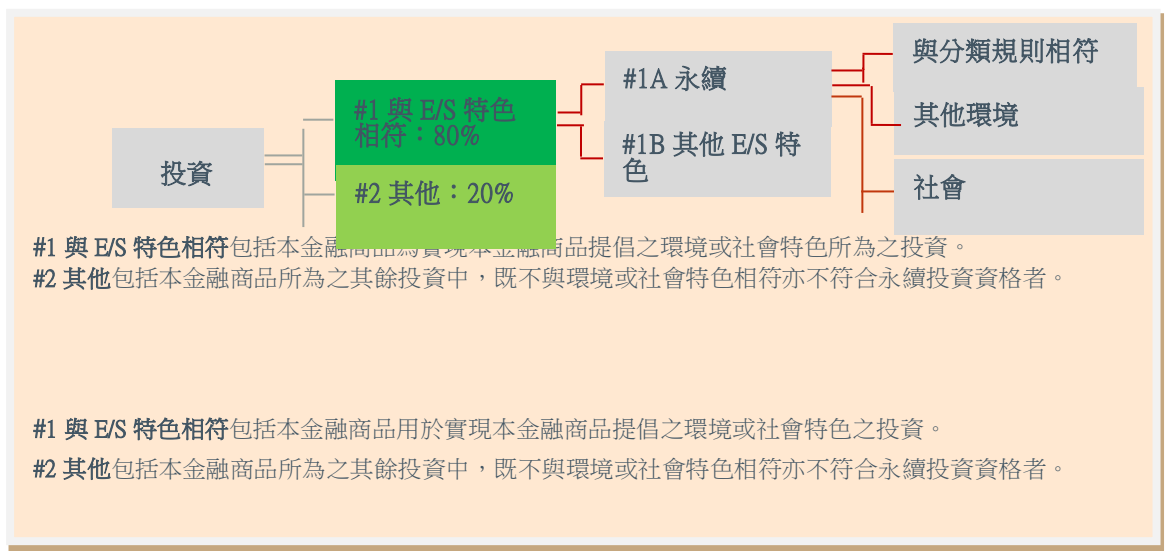 投資
#1 與 E/S 特色
相符：80%
#2 其他：20%
#1A 永續
#1B 其他 E/S 特
色
與分類規則相符
其他環境
社會
#1 與 E/S 特色相符包括本金融商品為實現本金融商品提倡之環境或社會特色所為之投資。
#2 其他包括本金融商品所為之其餘投資中，既不與環境或社會特色相符亦不符合永續投資資格者。
#1 與 E/S 特色相符包括本金融商品用於實現本金融商品提倡之環境或社會特色之投資。
#2 其他包括本金融商品所為之其餘投資中，既不與環境或社會特色相符亦不符合永續投資資格者。